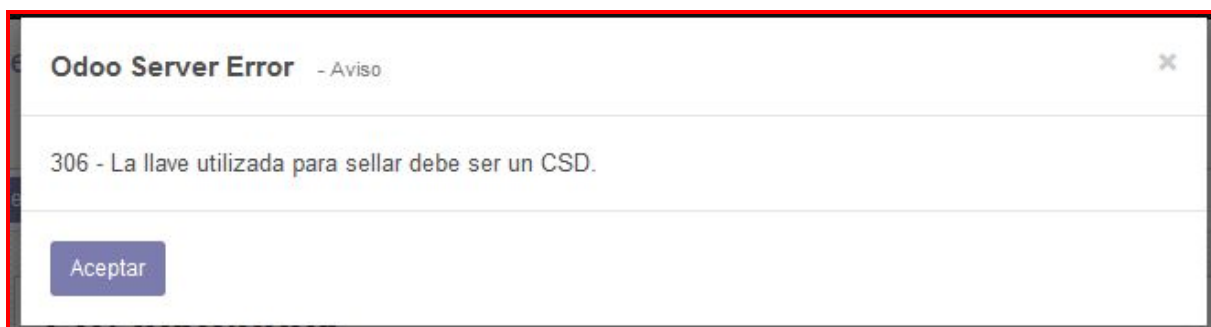 Odoo Server Error - Aviso ×
306 - La llave utilizada para sellar debe ser un CSD.
Aceptar